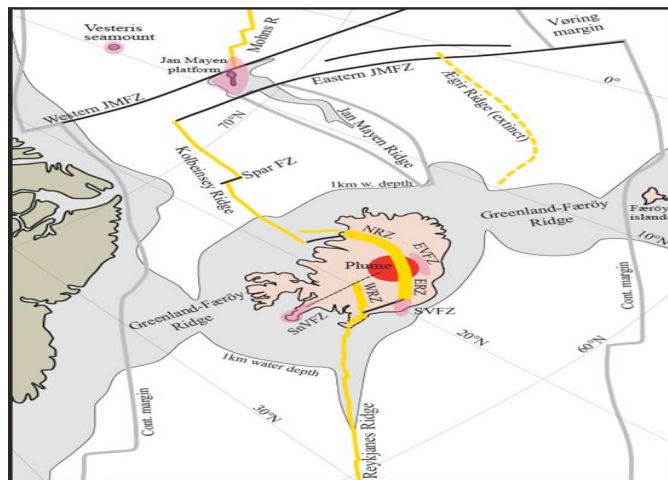 Vesteris
seamount
Mohns R
Vøring
margin
Jan Mayen
platform
Western JMFZ
Eastern JMFZ
0°
70°N
Jan Mayen Ridge
Ægir Ridge (extinct)
Kolbeinsey Ridge
Spar FZ
1km w. depth
Greenland-Færöy
Ridge
Færöy
islands
10°N
NRZ
EVFZ
Plume
ERZ
WRZ
SVFZ
SnVFZ
Greenland-Færöy
Ridge
Cont. margin
20°N
60°N
1km water depth
Cont. margin
30°N
Reykjanes Ridge